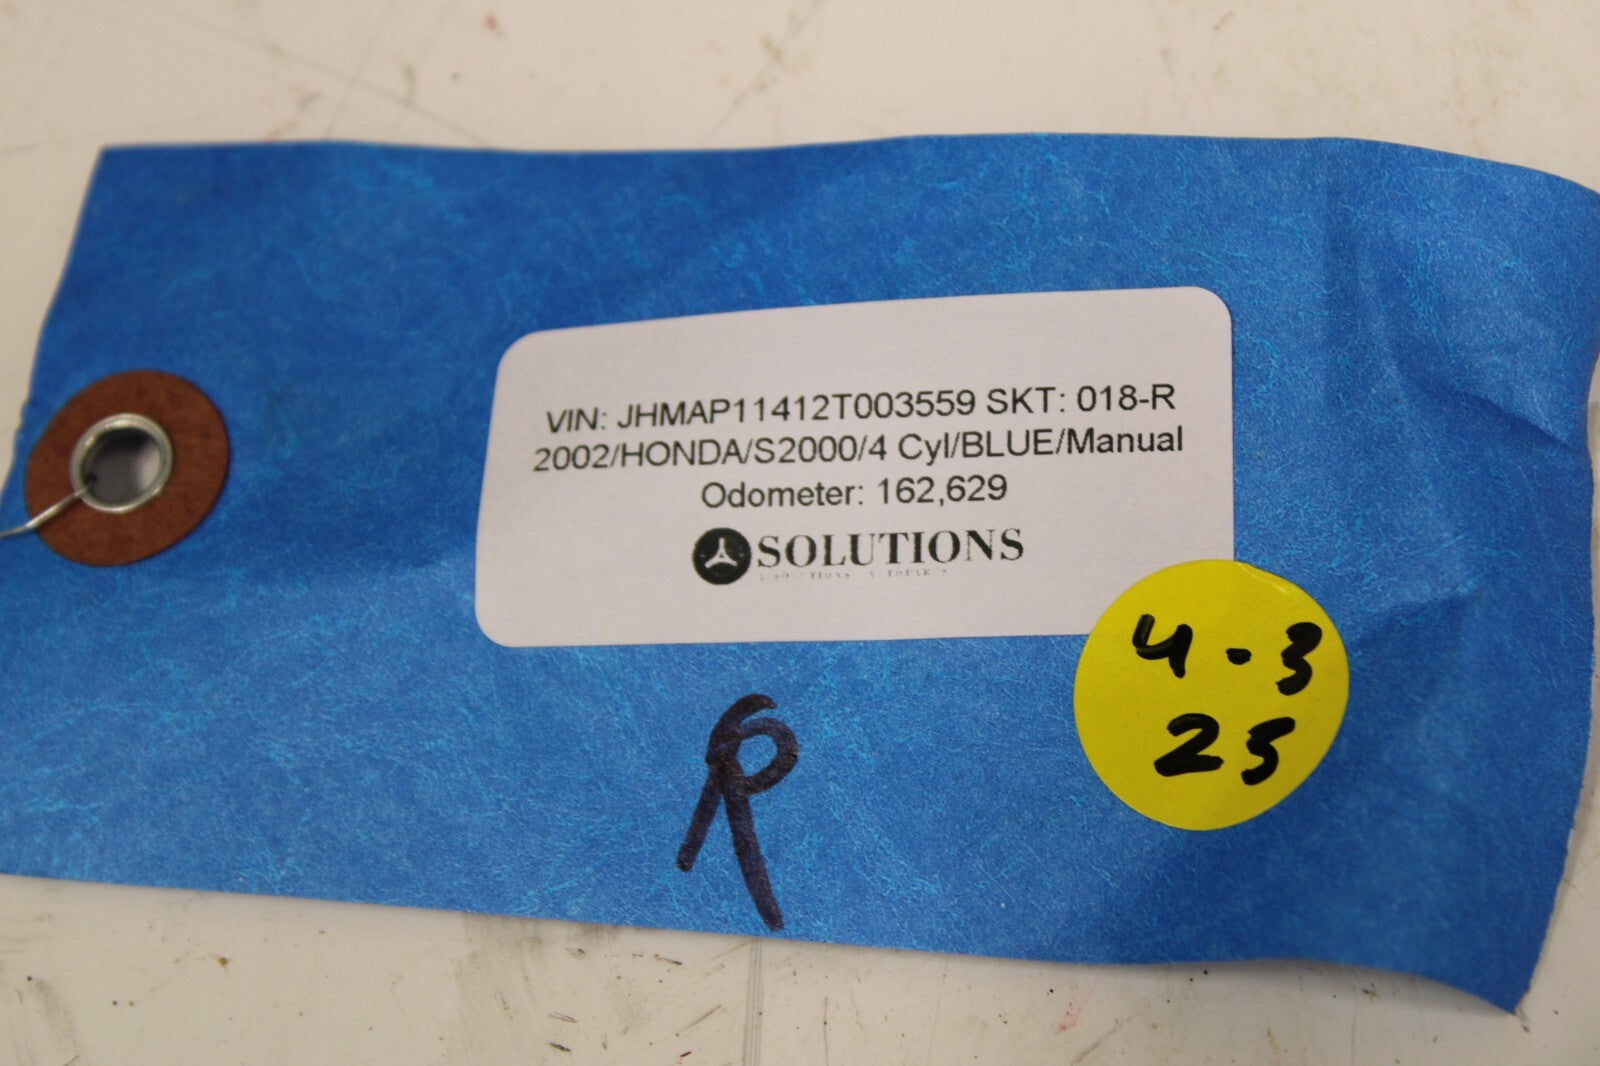 VIN: JHMAP11412T003559 SKT: 018-R
2002/HONDA/S2000/4 Cyl/BLUE/Manual
Odometer: 162,629
SOLUTIONS
4-3
25
R